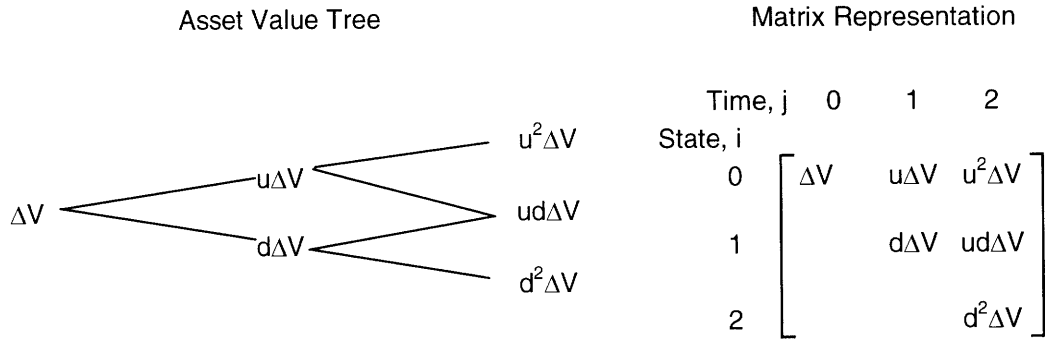 Asset Value Tree
ΔV
uΔV
dΔV
u²ΔV
udΔV
d²ΔV
Matrix Representation
Time, j 0 1 2
State, i
0 ΔV uΔV u²ΔV
1 dΔV udΔV
2 d²ΔV